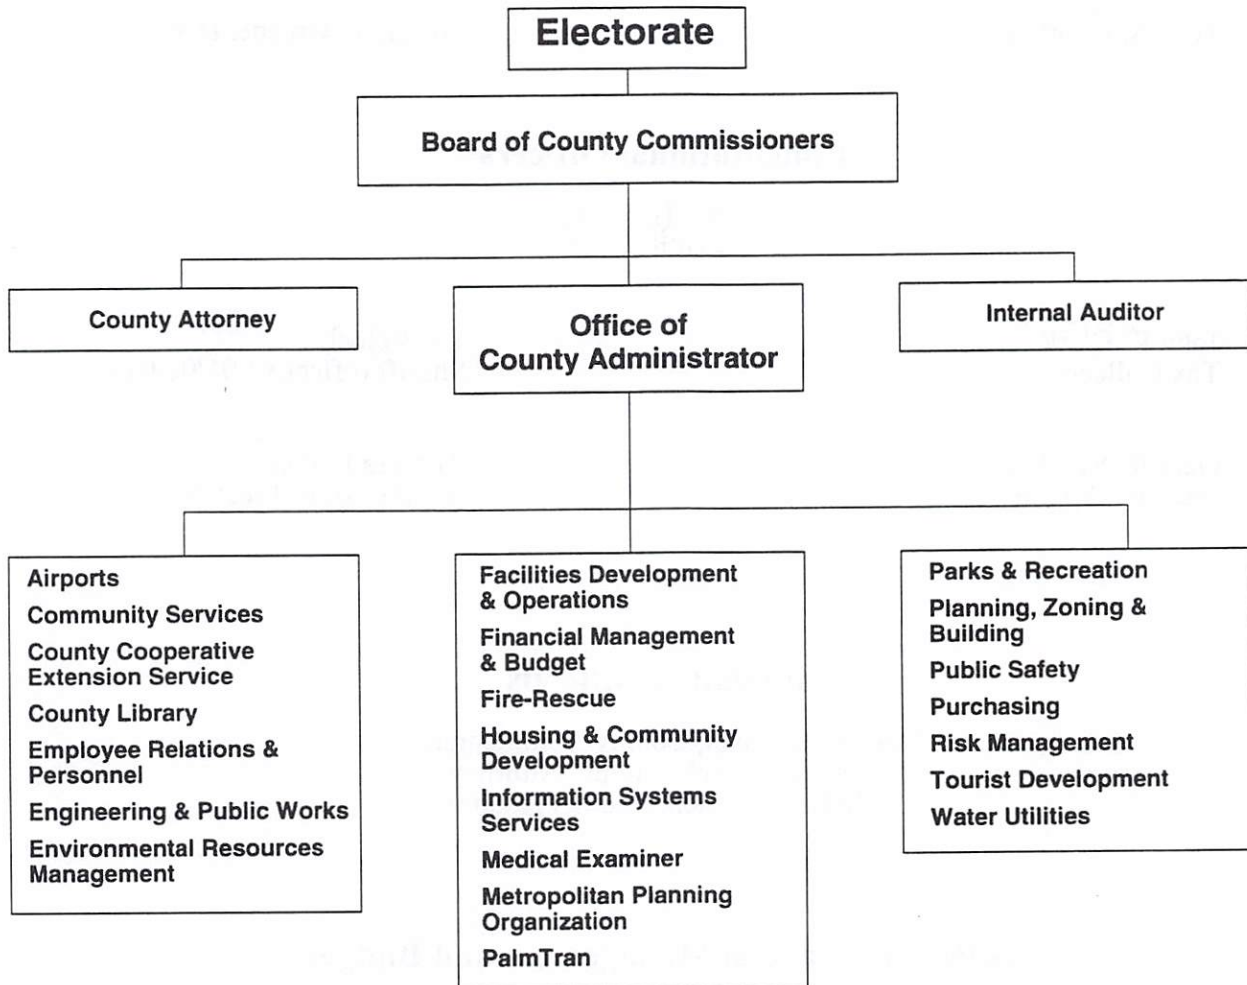 Electorate
Board of County Commissioners
County Attorney
Office of
County Administrator
Internal Auditor
Airports
Community Services
County Cooperative
Extension Service
County Library
Employee Relations &
Personnel
Engineering & Public Works
Environmental Resources
Management
Facilities Development
& Operations
Financial Management
& Budget
Fire-Rescue
Housing & Community
Development
Information Systems
Services
Medical Examiner
Metropolitan Planning
Organization
PalmTran
Parks & Recreation
Planning, Zoning &
Building
Public Safety
Purchasing
Risk Management
Tourist Development
Water Utilities